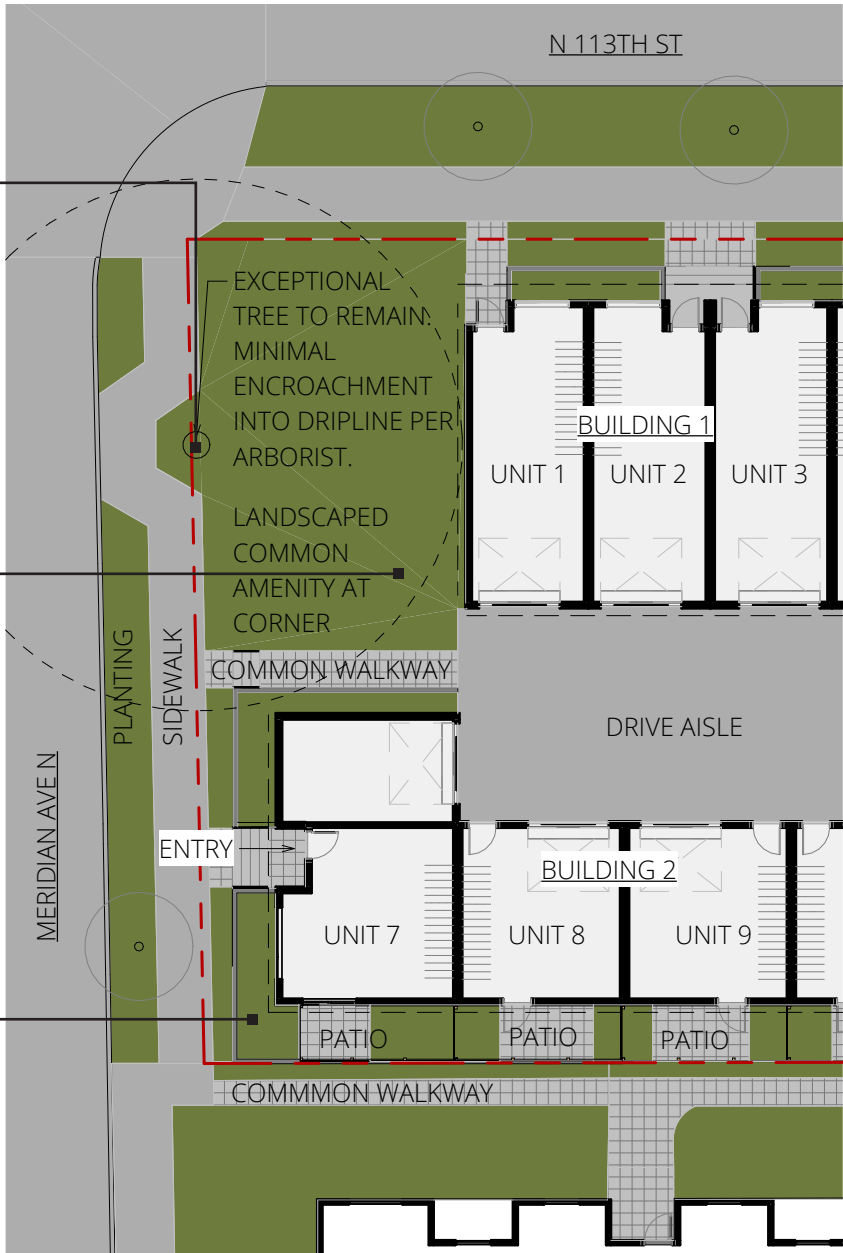 N 113TH ST
EXCEPTIONAL
TREE TO REMAIN.
MINIMAL
ENCROACHMENT
INTO DRIPLINE PER
ARBORIST.
BUILDING 1
UNIT 1
UNIT 2
UNIT 3
LANDSCAPED
COMMON
AMENITY AT
CORNER
PLANTING
SIDEWALK
COMMON WALKWAY
DRIVE AISLE
MERIDIAN AVE N
ENTRY
BUILDING 2
UNIT 7
UNIT 8
UNIT 9
PATIO
PATIO
PATIO
COMMMON WALKWAY